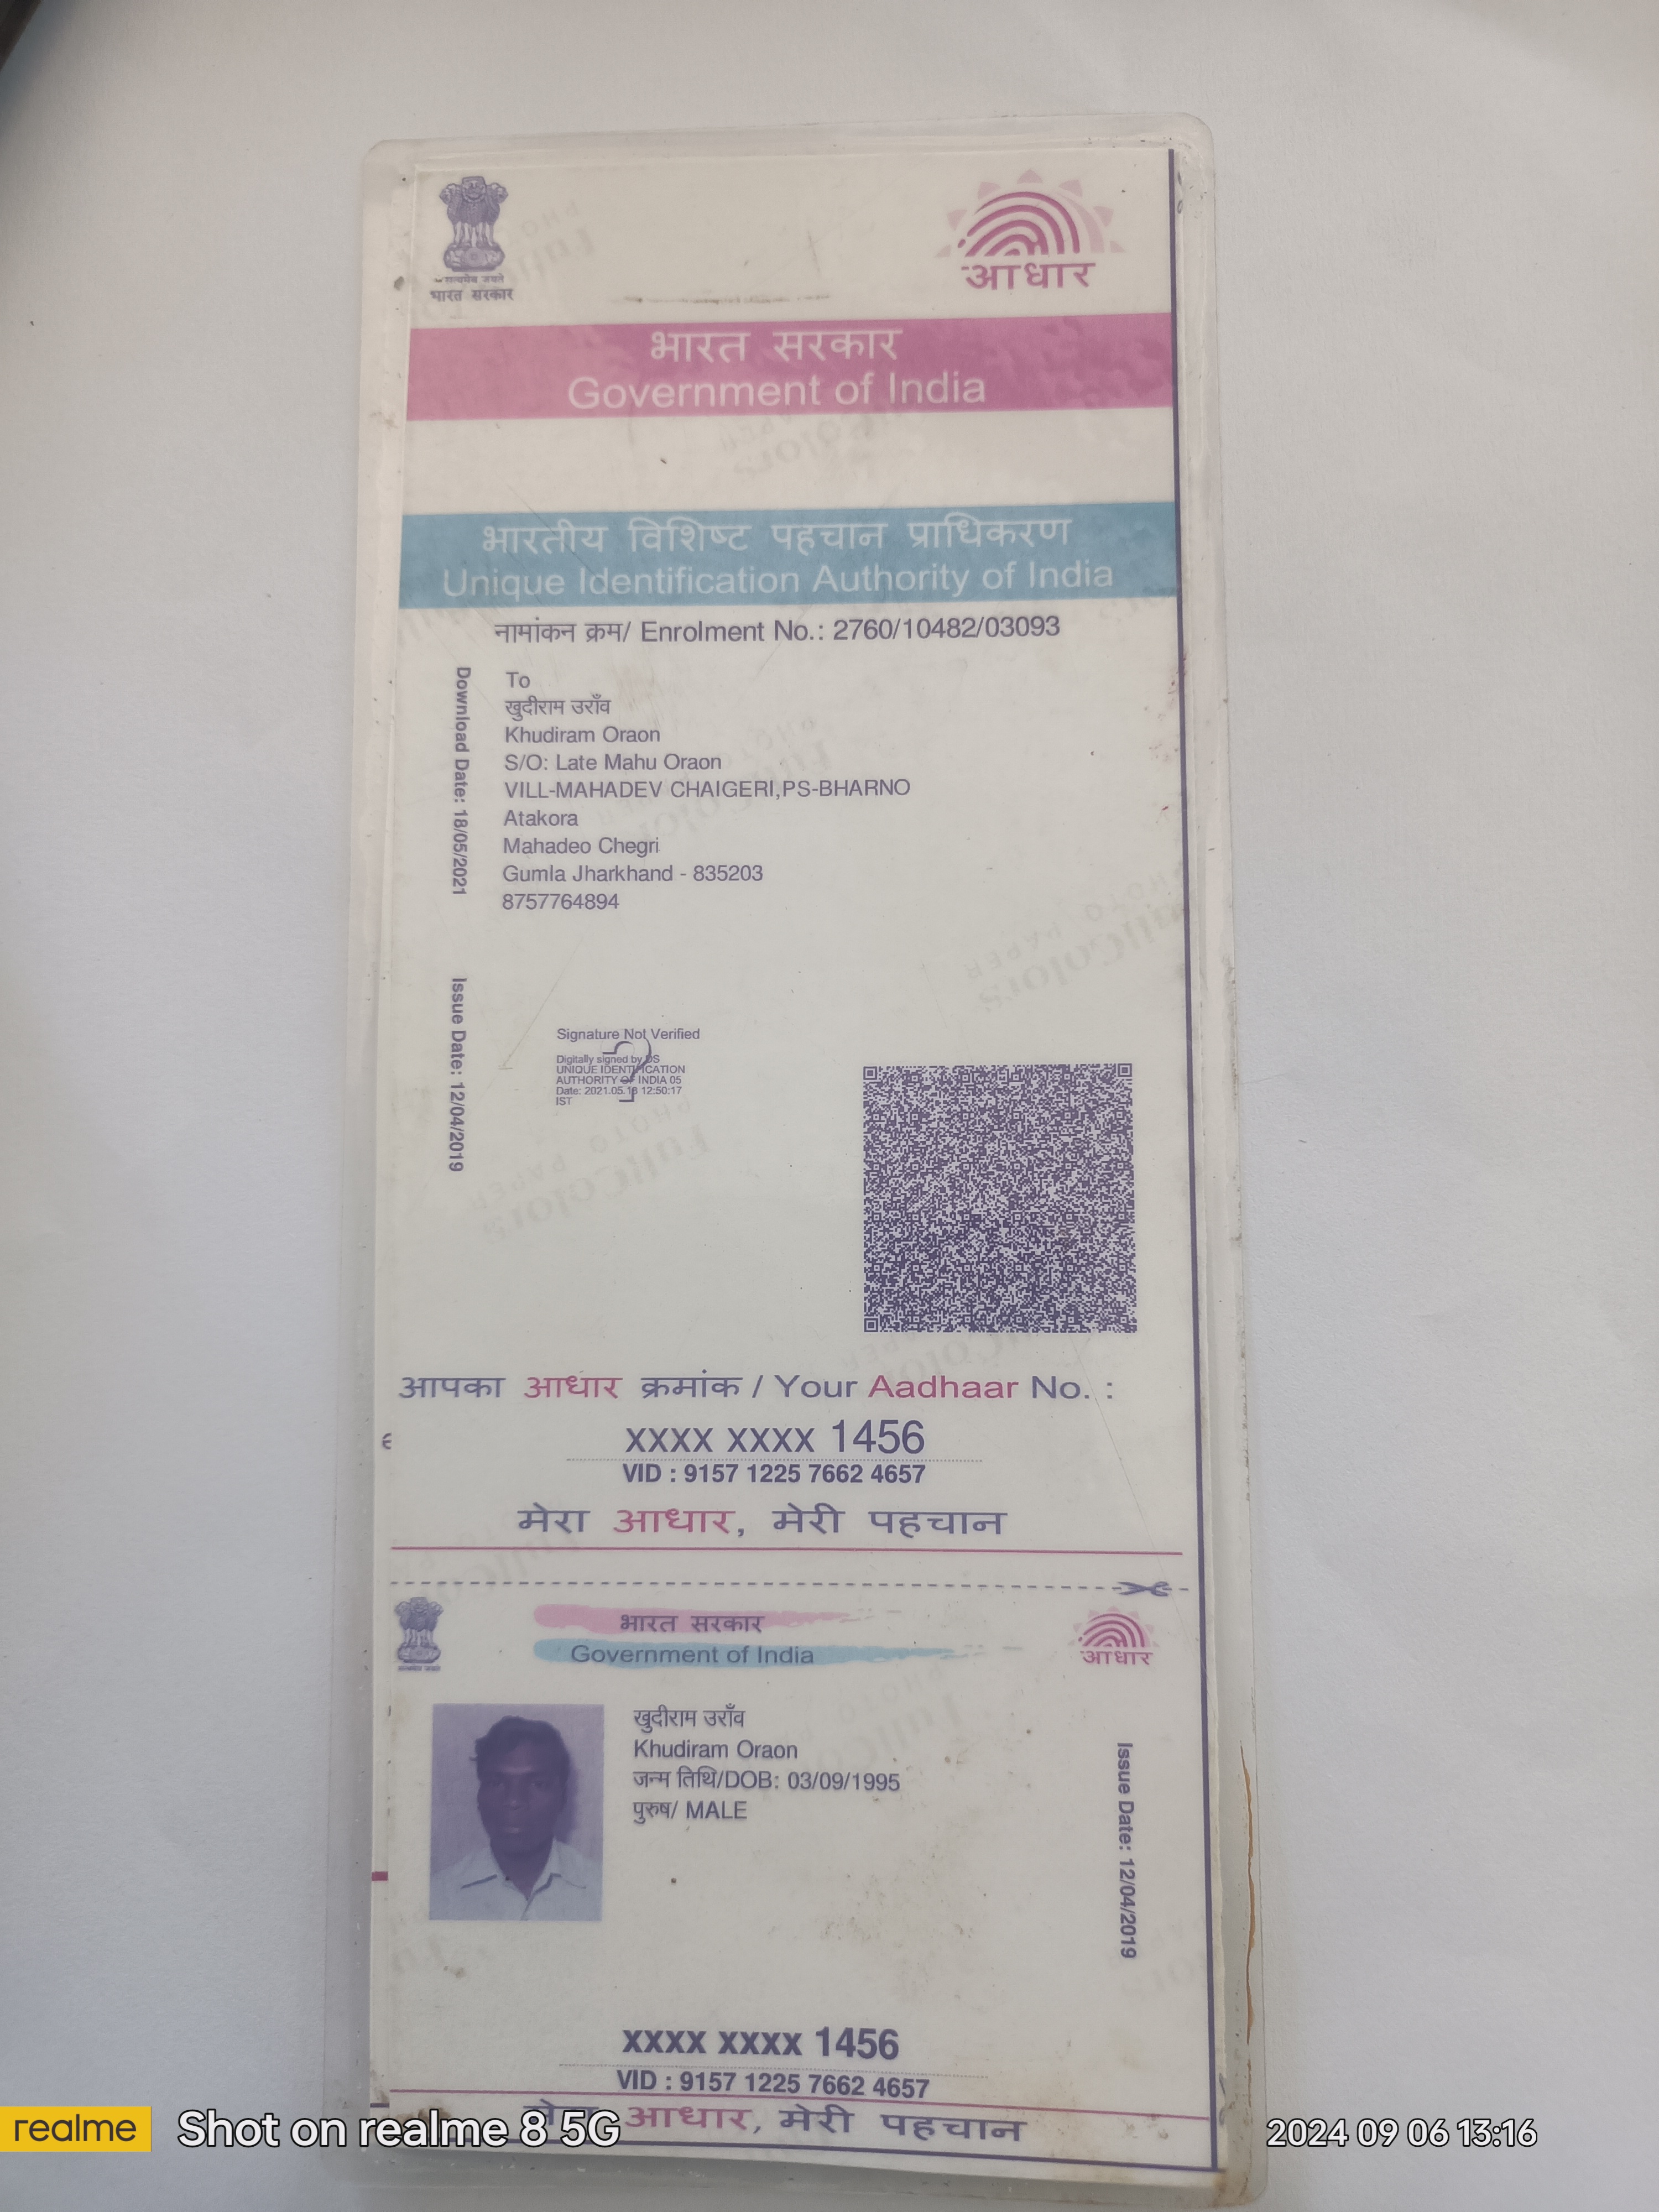 सत्यमेव जयते
भारत सरकार
आधार
भारत सरकार
Government of India
भारतीय विशिष्ट पहचान प्राधिकरण
Unique Identification Authority of India
नामांकन क्रम/ Enrolment No.: 2760/10482/03093
To
खुदीराम उराँव
Khudiram Oraon
S/O: Late Mahu Oraon
VILL-MAHADEV CHAIGERI,PS-BHARNO
Atakora
Mahadeo Chegri
Gumla Jharkhand - 835203
8757764894
Download Date: 18/05/2021
Issue Date: 12/04/2019
Signature Not Verified
Digitally signed by DS
UNIQUE IDENTIFICATION
AUTHORITY OF INDIA 05
Date: 2021.05.18 12:50:17
IST
आपका आधार क्रमांक / Your Aadhaar No. :
XXXX XXXX 1456
VID : 9157 1225 7662 4657
मेरा आधार, मेरी पहचान
सत्यमेव जयते
भारत सरकार
Government of India
आधार
खुदीराम उराँव
Khudiram Oraon
जन्म तिथि/DOB: 03/09/1995
पुरुष/ MALE
Issue Date: 12/04/2019
XXXX XXXX 1456
VID : 9157 1225 7662 4657
आधार, मेरी पहचान
realme Shot on realme 8 5G
2024 09 06 13:16